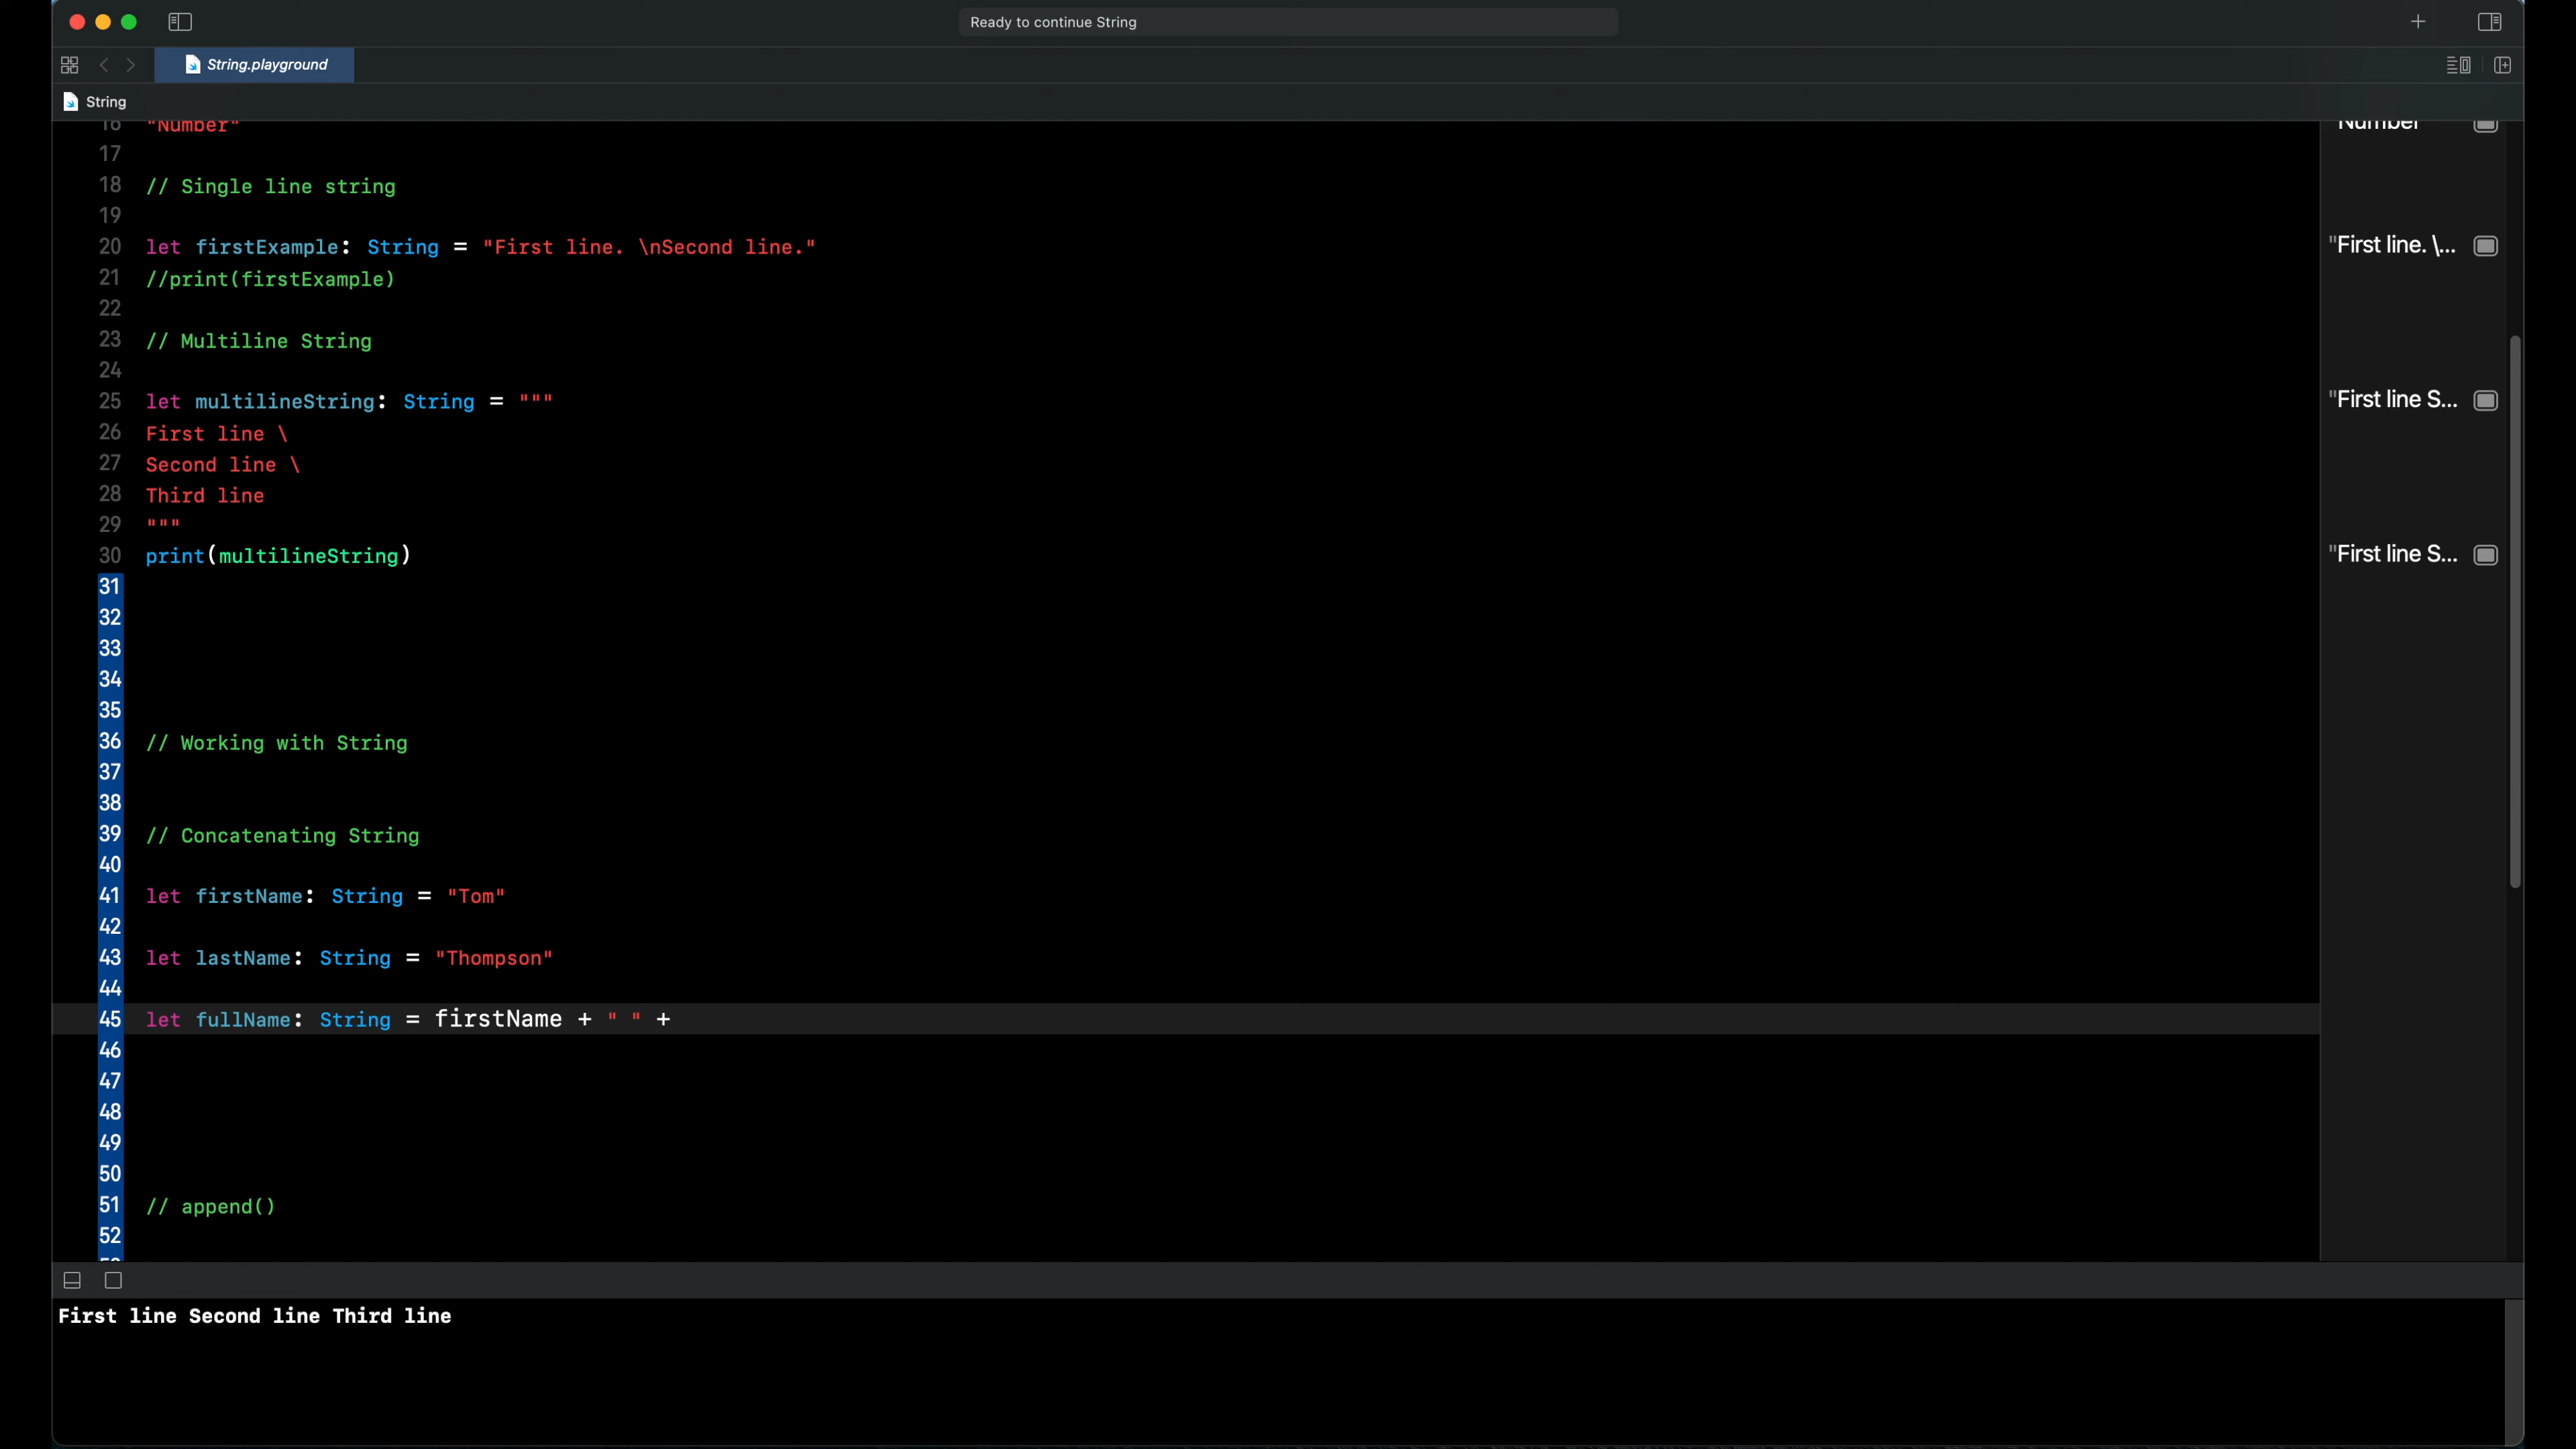 Ready to continue String
String.playground
String
16 "Number" Number
17
18 // Single line string
19
20 let firstExample: String = "First line. \nSecond line." "First line. \...
21 //print(firstExample)
22
23 // Multiline String
24
25 let multilineString: String = """ "First line S...
26 First line \
27 Second line \
28 Third line
29 """
30 print(multilineString) "First line S...
31
32
33
34
35
36 // Working with String
37
38
39 // Concatenating String
40
41 let firstName: String = "Tom"
42
43 let lastName: String = "Thompson"
44
45 let fullName: String = firstName + " " +
46
47
48
49
50
51 // append()
52
First line Second line Third line